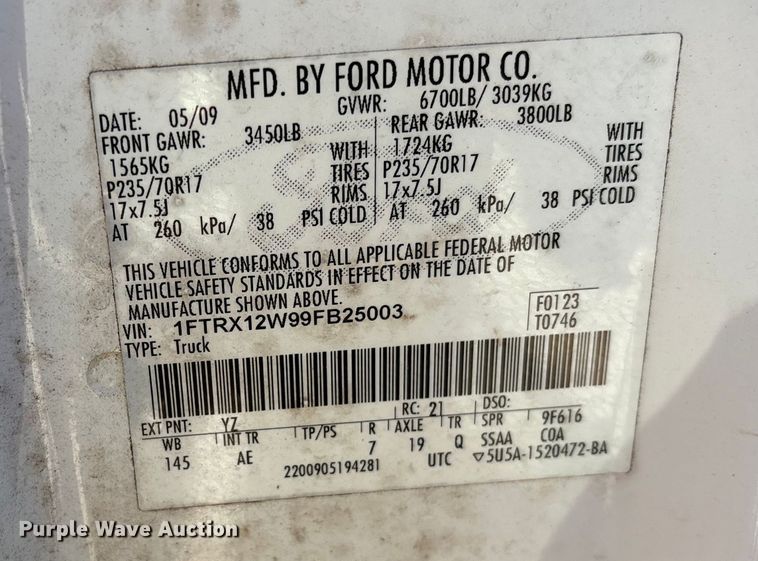 MFD. BY FORD MOTOR CO.
DATE: 05/09 GVWR: 6700LB/ 3039KG
FRONT GAWR: 3450LB REAR GAWR: 3800LB
1565KG WITH 1724KG WITH
P235/70R17 TIRES P235/70R17 TIRES
17x7.5J RIMS 17x7.5J RIMS
AT 260 kPa/ 38 PSI COLD AT 260 kPa/ 38 PSI COLD
THIS VEHICLE CONFORMS TO ALL APPLICABLE FEDERAL MOTOR
VEHICLE SAFETY STANDARDS IN EFFECT ON THE DATE OF
MANUFACTURE SHOWN ABOVE.
VIN: 1FTRX12W99FB25003 F0123
TYPE: Truck T0746
EXT PNT: YZ RC: 21 DSO:
WB INT TR TP/PS R AXLE TR SPR 9F616
145 AE 7 19 Q SSAA COA
2200905194281 UTC ▽5U5A-1520472-BA
Purple Wave Auction